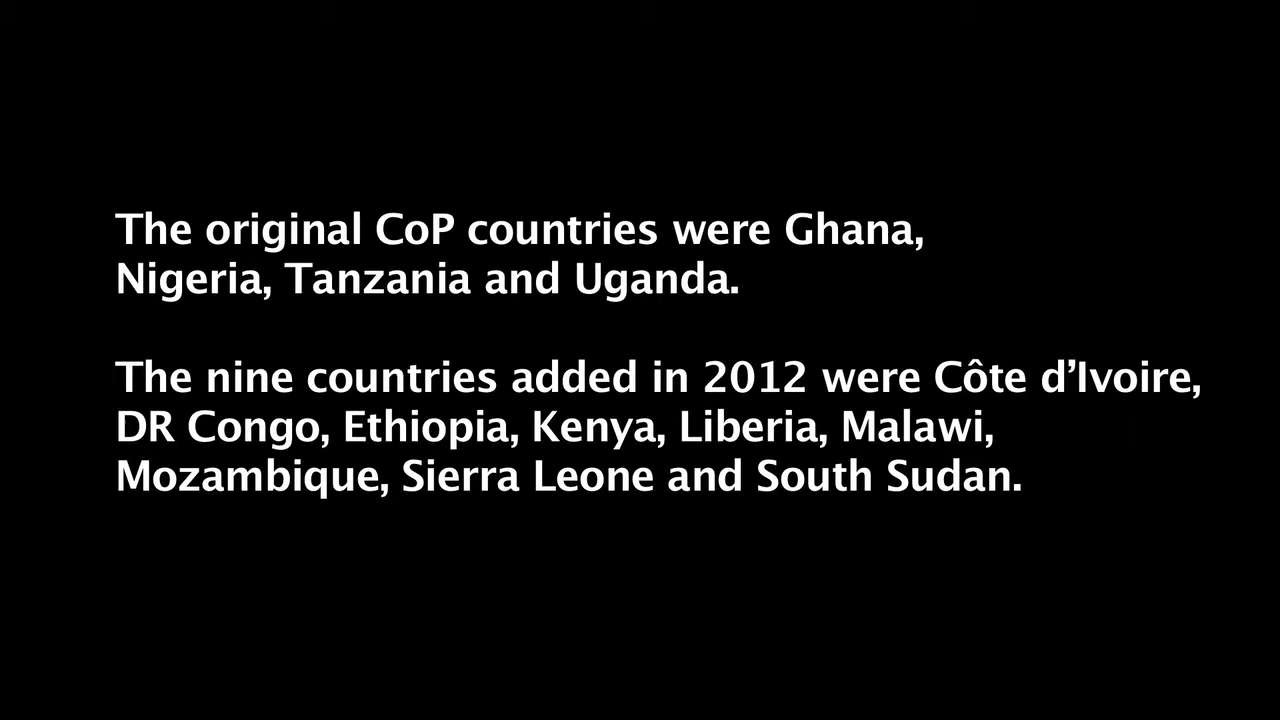 The original CoP countries were Ghana,
Nigeria, Tanzania and Uganda.
The nine countries added in 2012 were Côte d’Ivoire,
DR Congo, Ethiopia, Kenya, Liberia, Malawi,
Mozambique, Sierra Leone and South Sudan.